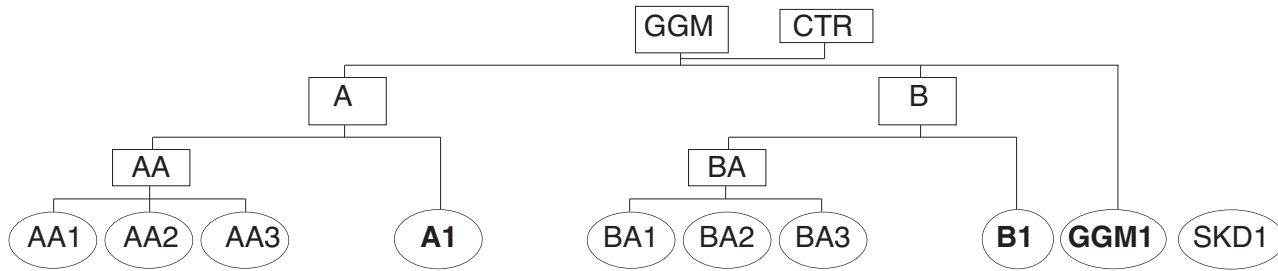 GGM CTR
A B
AA BA
AA1 AA2 AA3 A1 BA1 BA2 BA3 B1 GGM1 SKD1